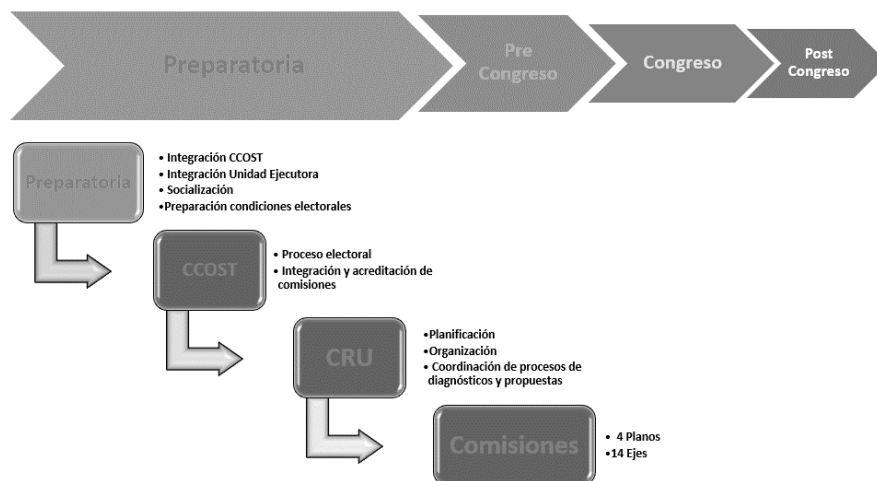 Preparatoria
Pre
Congreso
Congreso
Post
Congreso
Preparatoria
• Integración CCOST
• Integración Unidad Ejecutora
• Socialización
•Preparación condiciones electorales
CCOST
• Proceso electoral
• Integración y acreditación de
comisiones
CRU
•Planificación
•Organización
• Coordinación de procesos de
diagnósticos y propuestas
Comisiones
• 4 Planos
•14 Ejes